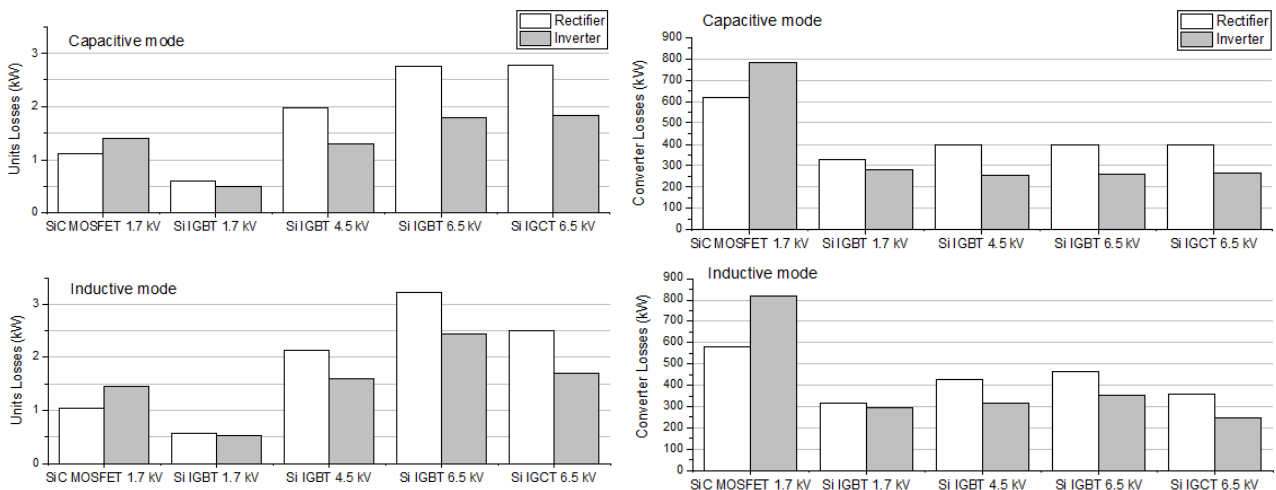 Capacitive mode
Rectifier
Inverter
Units Losses (kW)
3
2
1
0
SiC MOSFET 1.7 kV Si IGBT 1.7 kV Si IGBT 4.5 kV Si IGBT 6.5 kV Si IGCT 6.5 kV
Capacitive mode
Rectifier
Inverter
Converter Losses (kW)
900
800
700
600
500
400
300
200
100
0
SiC MOSFET 1.7 kV Si IGBT 1.7 kV Si IGBT 4.5 kV Si IGBT 6.5 kV Si IGCT 6.5 kV
Inductive mode
Units Losses (kW)
3
2
1
0
SiC MOSFET 1.7 kV Si IGBT 1.7 kV Si IGBT 4.5 kV Si IGBT 6.5 kV Si IGCT 6.5 kV
Inductive mode
Converter Losses (kW)
900
800
700
600
500
400
300
200
100
0
SiC MOSFET 1.7 kV Si IGBT 1.7 kV Si IGBT 4.5 kV Si IGBT 6.5 kV Si IGCT 6.5 kV